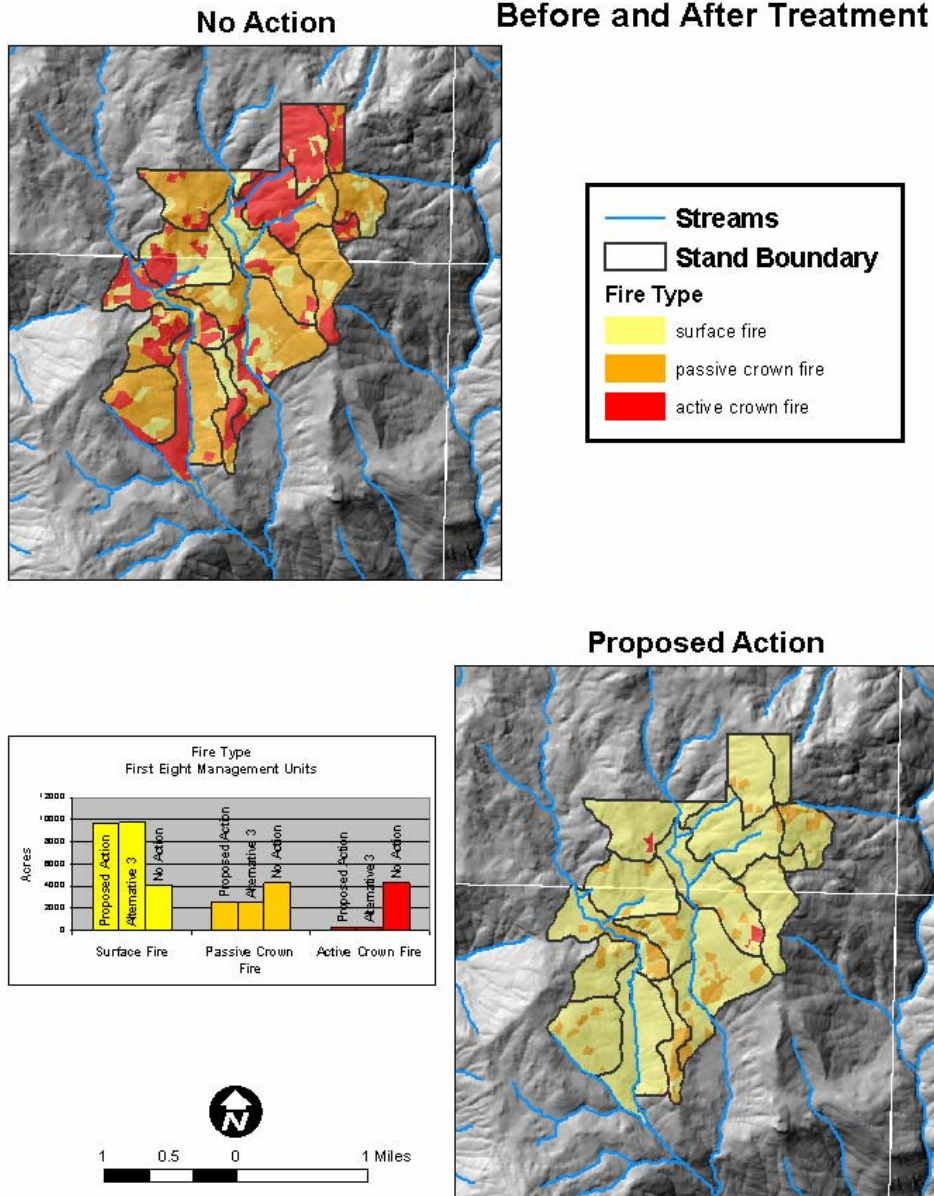 Before and After Treatment
No Action
Streams
Stand Boundary
Fire Type
surface fire
passive crown fire
active crown fire
Proposed Action
Fire Type
First Eight Management Units
Acres
12000
10000
8000
6000
4000
2000
0
Proposed Action
Alternative 3
No Action
Proposed Action
Alternative 3
No Action
Proposed Action
Alternative 3
No Action
Surface Fire
Passive Crown
Fire
Active Crown Fire
N
1 0.5 0 1 Miles